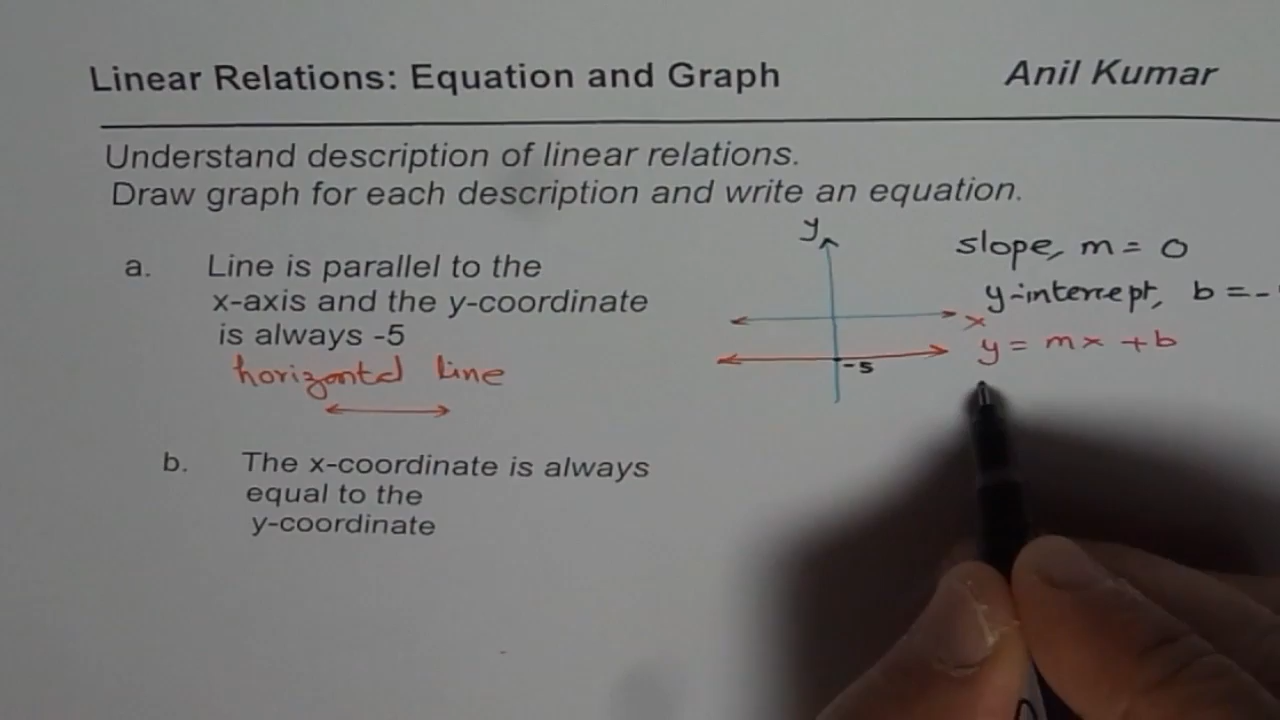 Linear Relations: Equation and Graph
Anil Kumar
Understand description of linear relations.
Draw graph for each description and write an equation.
a. Line is parallel to the
x-axis and the y-coordinate
is always -5
horizontal line
y
x
-5
slope, m = 0
y-intercept, b = -
y = mx + b
b. The x-coordinate is always
equal to the
y-coordinate